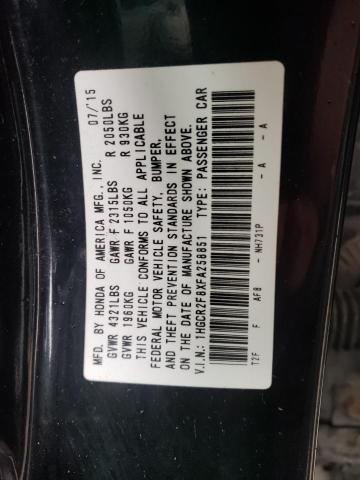 MFD. BY HONDA OF AMERICA MFG., INC. 07/'15
GVWR 4321LBS GAWR F 2315LBS R 2050LBS
GVWR 1960KG GAWR F 1050KG R 930KG
THIS VEHICLE CONFORMS TO ALL APPLICABLE
FEDERAL MOTOR VEHICLE SAFETY, BUMPER,
AND THEFT PREVENTION STANDARDS IN EFFECT
ON THE DATE OF MANUFACTURE SHOWN ABOVE.
V.I.N.: 1HGCR2F8XFA258851 TYPE: PASSENGER CAR
T2F F AF8 - NH731P - A - A